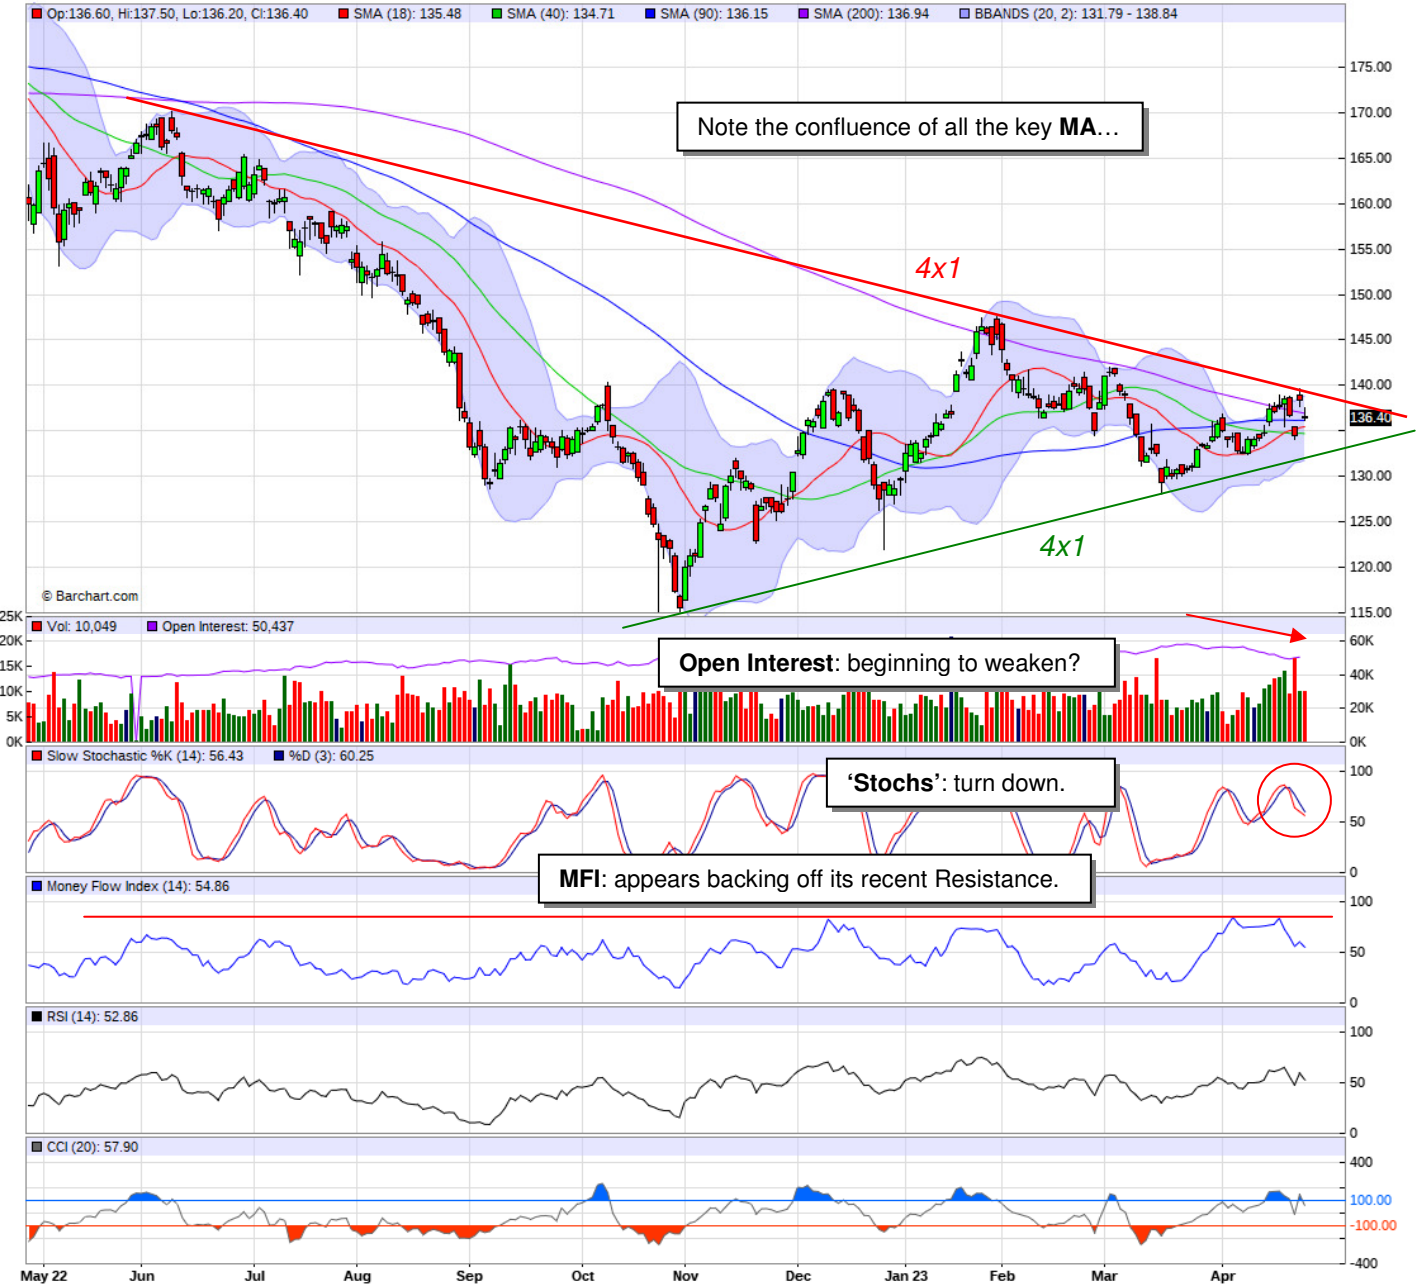 Op:136.60, Hi:137.50, Lo:136.20, Cl:136.40 SMA (18): 135.48 SMA (40): 134.71 SMA (90): 136.15 SMA (200): 136.94 BBANDS (20, 2): 131.79 - 138.84
175.00
170.00
Note the confluence of all the key MA…
165.00
160.00
155.00
4x1
150.00
145.00
140.00
136.40
130.00
125.00
4x1
120.00
© Barchart.com
115.00
25K
Vol: 10,049 Open Interest: 50,437
20K 60K
Open Interest: beginning to weaken?
15K 40K
10K
5K 20K
0K 0K
Slow Stochastic %K (14): 56.43 %D (3): 60.25
100
‘Stochs’: turn down.
50
0
MFI: appears backing off its recent Resistance.
Money Flow Index (14): 54.86
100
50
0
RSI (14): 52.86
100
50
0
CCI (20): 57.90
400
100.00
-100.00
-400
May 22 Jun Jul Aug Sep Oct Nov Dec Jan 23 Feb Mar Apr